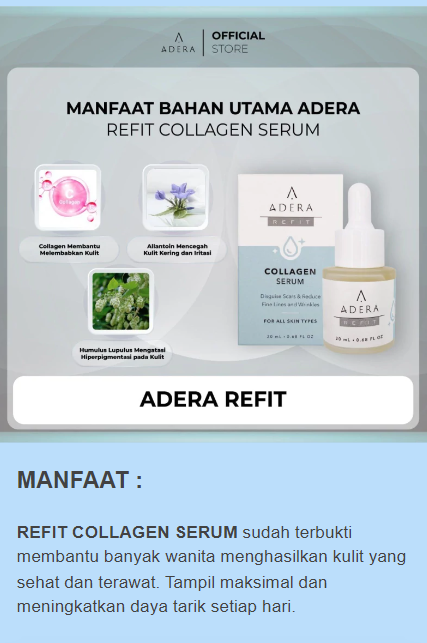 ADERA
OFFICIAL
STORE
MANFAAT BAHAN UTAMA ADERA
REFIT COLLAGEN SERUM
Collagen
Collagen Membantu
Melembabkan Kulit
Allantoin Mencegah
Kulit Kering dan Iritasi
Humulus Lupulus Mengatasi
Hiperpigmentasi pada Kulit
ADERA
REFIT
COLLAGEN
SERUM
Disguise Scars & Reduce
Fine Lines and Wrinkles
FOR ALL SKIN TYPES
20 mL • 0.68 FL OZ
ADERA
REFIT
20 mL • 0.68 FL OZ
ADERA REFIT
MANFAAT :
REFIT COLLAGEN SERUM sudah terbukti
membantu banyak wanita menghasilkan kulit yang
sehat dan terawat. Tampil maksimal dan
meningkatkan daya tarik setiap hari.